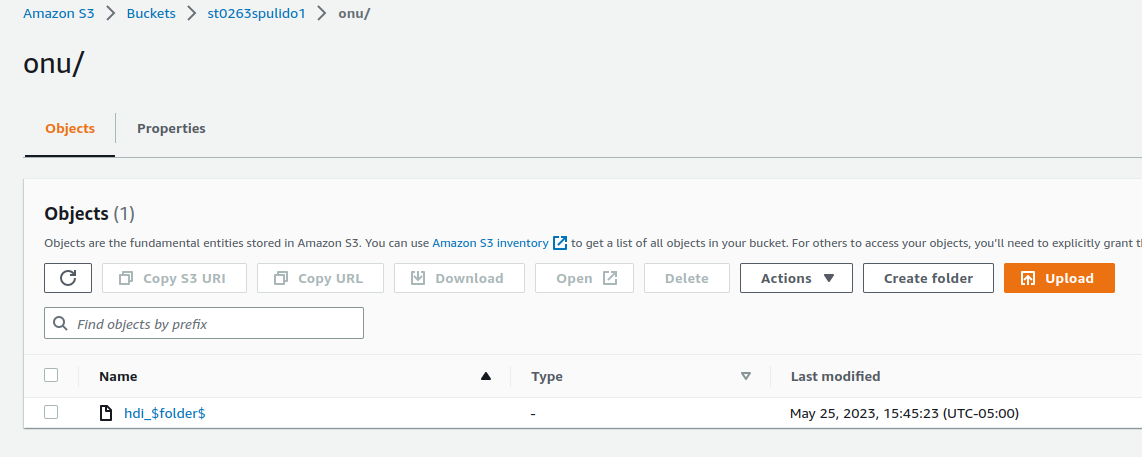 Amazon S3 Buckets st0263spulido1 onu/
onu/
Objects Properties
Objects (1)
Objects are the fundamental entities stored in Amazon S3. You can use Amazon S3 inventory to get a list of all objects in your bucket. For others to access your objects, you'll need to explicitly grant
Copy S3 URI Copy URL Download Open Delete Actions Create folder Upload
Find objects by prefix
Name Type Last modified
hdi_$folder$ - May 25, 2023, 15:45:23 (UTC-05:00)